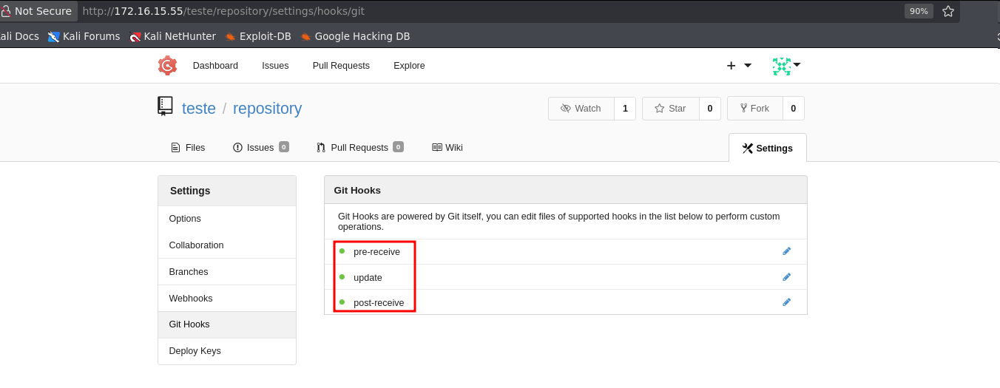 Not Secure http://172.16.15.55/teste/repository/settings/hooks/git 90%
ali Docs Kali Forums Kali NetHunter Exploit-DB Google Hacking DB
Dashboard Issues Pull Requests Explore +
teste / repository Watch 1 Star 0 Fork 0
Files Issues 0 Pull Requests 0 Wiki Settings
Settings
Options
Collaboration
Branches
Webhooks
Git Hooks
Deploy Keys
Git Hooks
Git Hooks are powered by Git itself, you can edit files of supported hooks in the list below to perform custom
operations.
pre-receive
update
post-receive